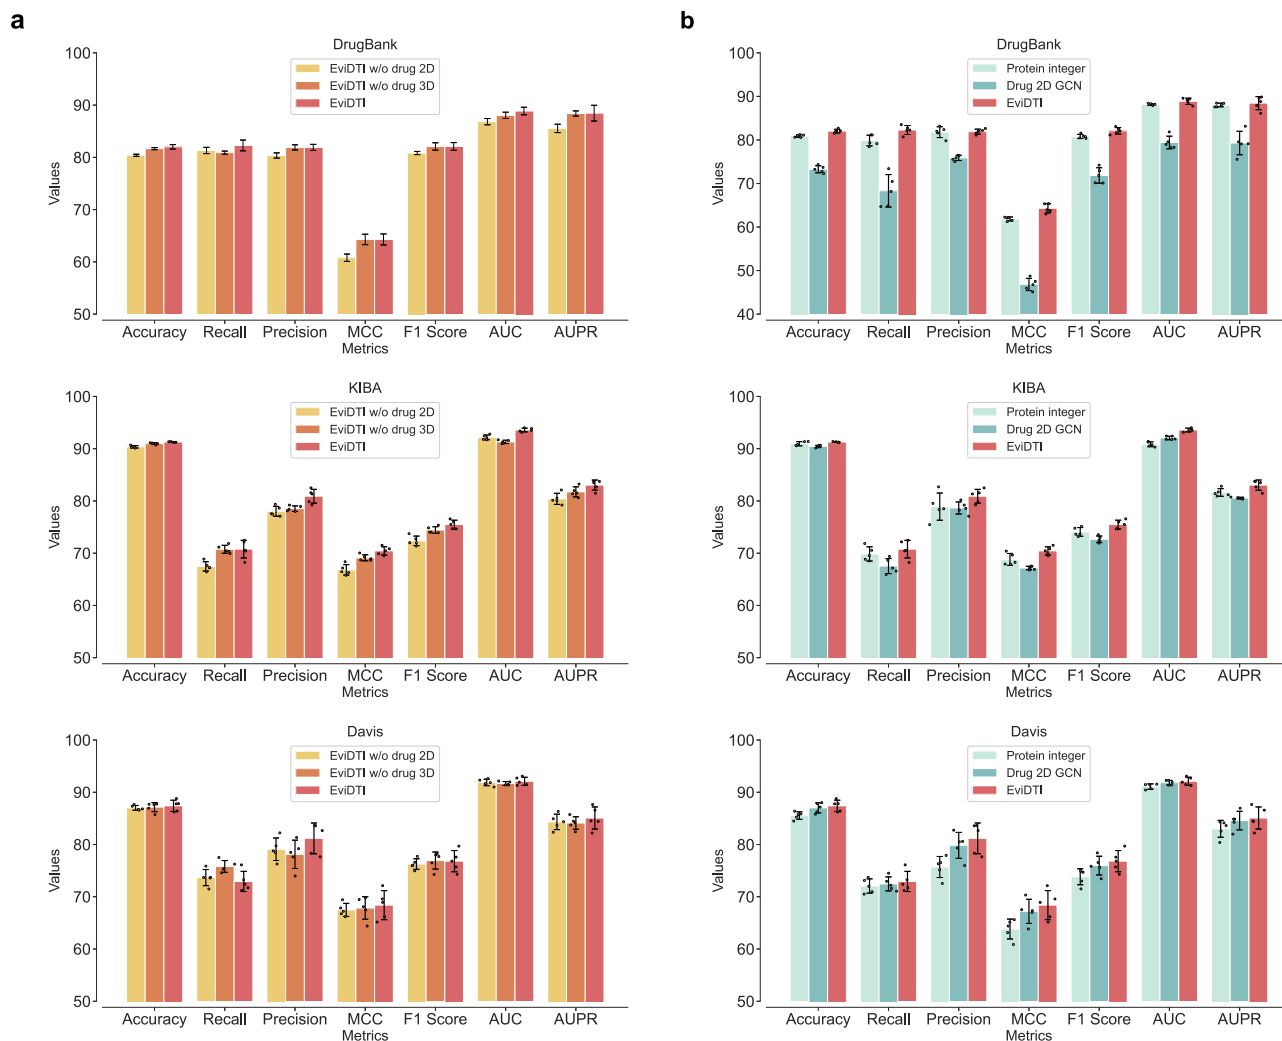 a
DrugBank
EviDTI w/o drug 2D
EviDTI w/o drug 3D
EviDTI
Values
100
90
80
70
60
50
Accuracy Recall Precision MCC F1 Score AUC AUPR
Metrics
KIBA
EviDTI w/o drug 2D
EviDTI w/o drug 3D
EviDTI
Values
100
90
80
70
60
50
Accuracy Recall Precision MCC F1 Score AUC AUPR
Metrics
Davis
EviDTI w/o drug 2D
EviDTI w/o drug 3D
EviDTI
Values
100
90
80
70
60
50
Accuracy Recall Precision MCC F1 Score AUC AUPR
Metrics
b
DrugBank
Protein integer
Drug 2D GCN
EviDTI
Values
100
90
80
70
60
50
40
Accuracy Recall Precision MCC F1 Score AUC AUPR
Metrics
KIBA
Protein integer
Drug 2D GCN
EviDTI
Values
100
90
80
70
60
50
Accuracy Recall Precision MCC F1 Score AUC AUPR
Metrics
Davis
Protein integer
Drug 2D GCN
EviDTI
Values
100
90
80
70
60
50
Accuracy Recall Precision MCC F1 Score AUC AUPR
Metrics